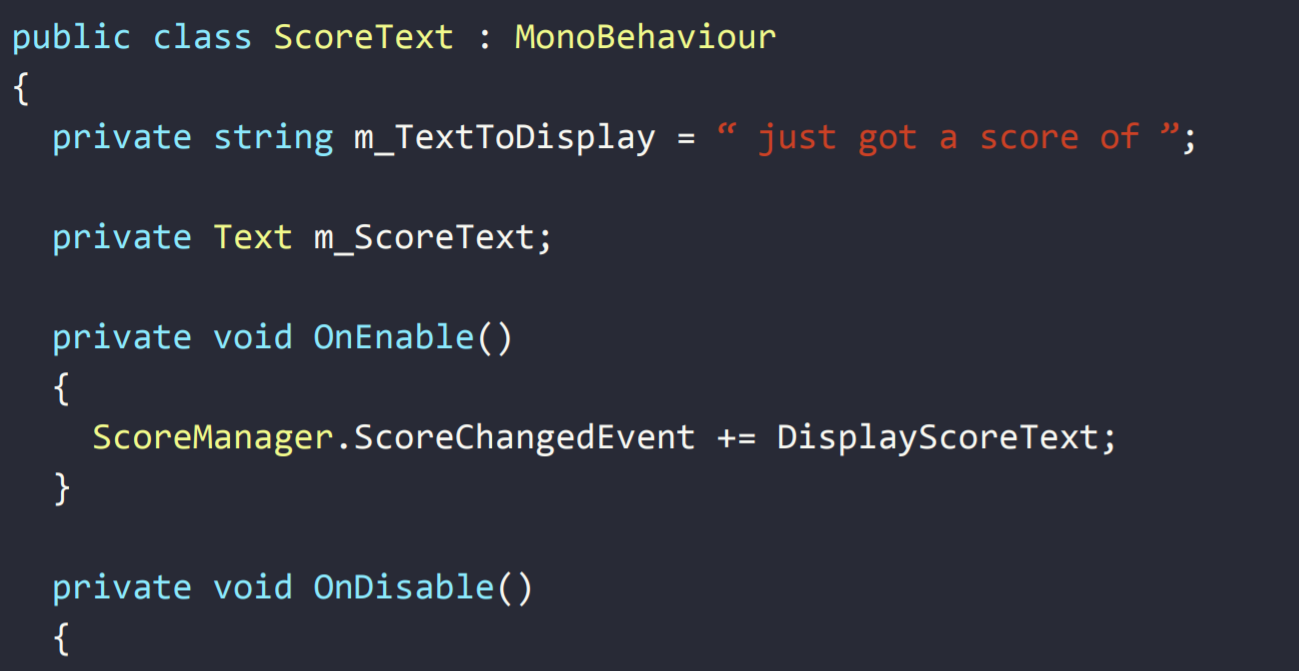 public class ScoreText : MonoBehaviour
{
private string m_TextToDisplay = “ just got a score of ”;
private Text m_ScoreText;
private void OnEnable()
{
ScoreManager.ScoreChangedEvent += DisplayScoreText;
}
private void OnDisable()
{